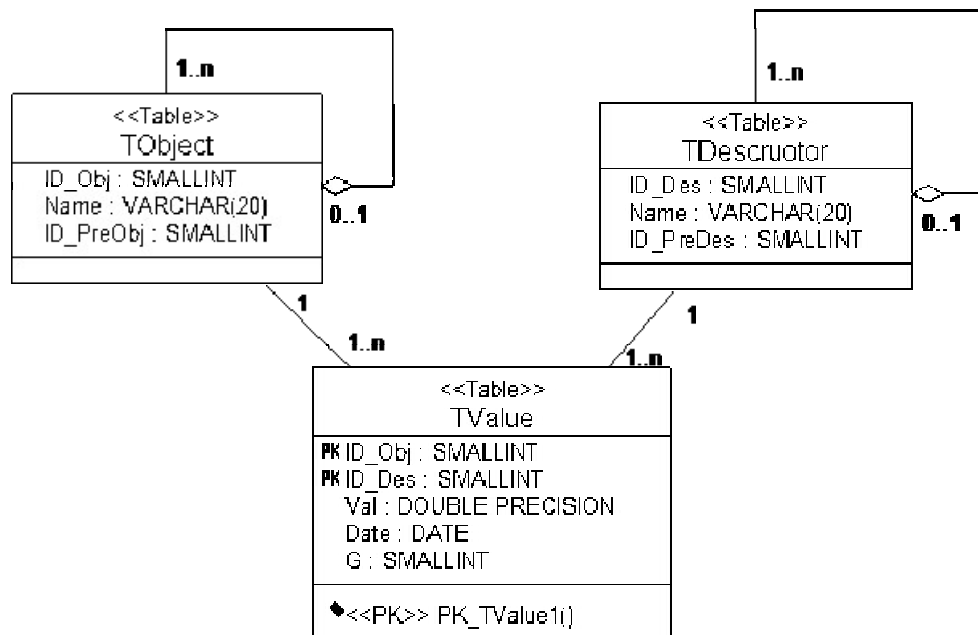 1..n
<<Table>>
TObject
ID_Obj : SMALLINT
Name : VARCHAR(20)
ID_PreObj : SMALLINT
0..1
1..n
<<Table>>
TDescruotor
ID_Des : SMALLINT
Name : VARCHAR(20)
ID_PreDes : SMALLINT
0..1
1
1..n
1
1..n
<<Table>>
TValue
PK ID_Obj : SMALLINT
PK ID_Des : SMALLINT
Val : DOUBLE PRECISION
Date : DATE
G : SMALLINT
<<PK>> PK_TValue1()